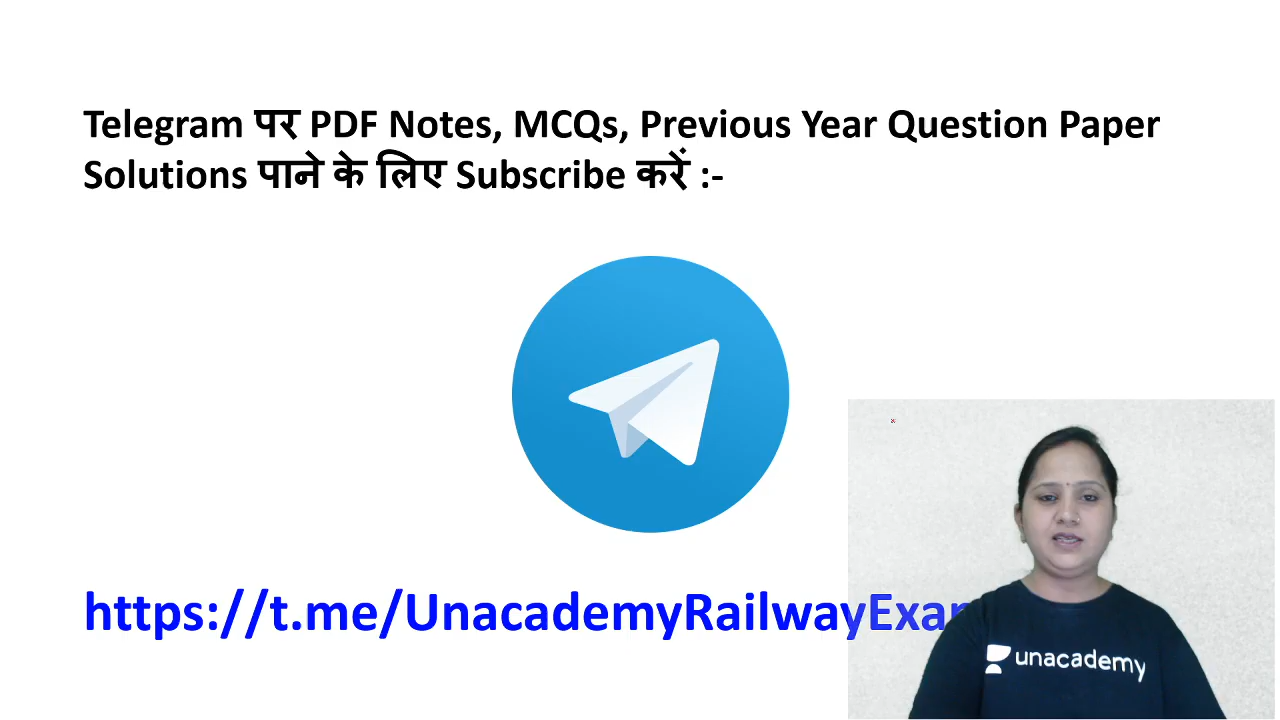 Telegram पर PDF Notes, MCQs, Previous Year Question Paper
Solutions पाने के लिए Subscribe करें :-
https://t.me/UnacademyRailwayExa
unacademy